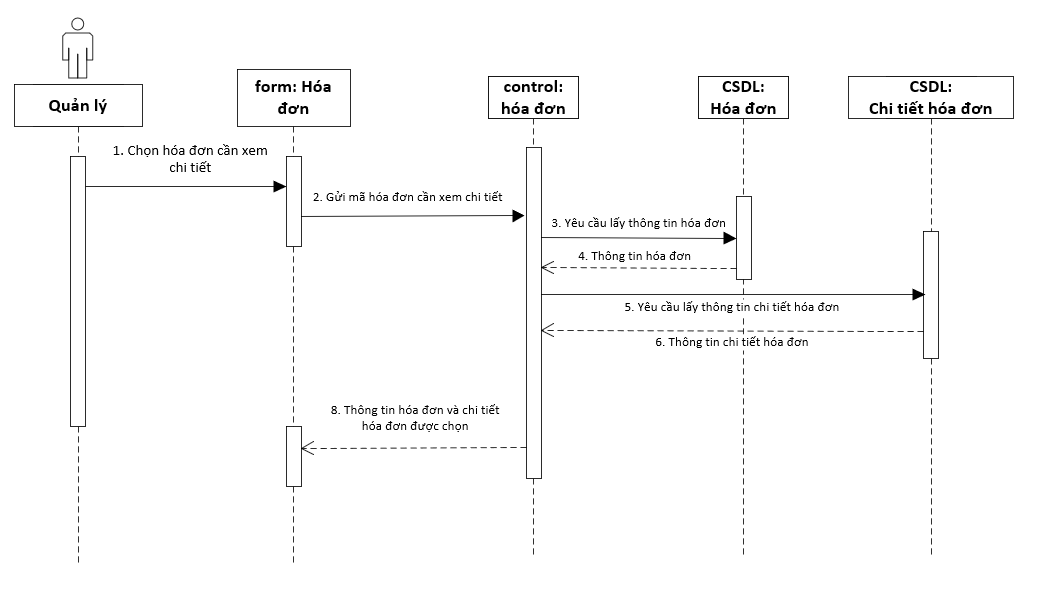 Quản lý
form: Hóa
đơn
control:
hóa đơn
CSDL:
Hóa đơn
CSDL:
Chi tiết hóa đơn
1. Chọn hóa đơn cần xem
chi tiết
2. Gửi mã hóa đơn cần xem chi tiết
3. Yêu cầu lấy thông tin hóa đơn
4. Thông tin hóa đơn
5. Yêu cầu lấy thông tin chi tiết hóa đơn
6. Thông tin chi tiết hóa đơn
8. Thông tin hóa đơn và chi tiết
hóa đơn được chọn